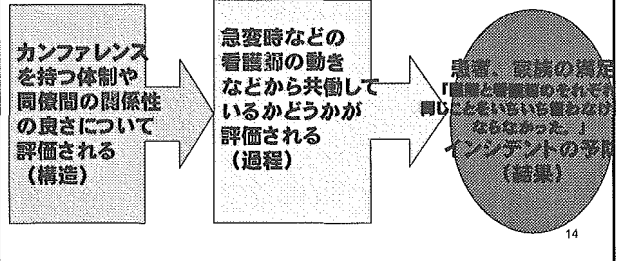 カンファレンス
を持つ体制や
同僚間の関係性
の良さについて
評価される
(構造)
急変時などの
看護師の動き
などから共働して
いるかどうかが
評価される
(過程)
患者、家族の満足
「医師と看護師のそれぞれ
同じことをいちいち言わなけ
ならなかった。」
インシデントの予防
(結果)
14